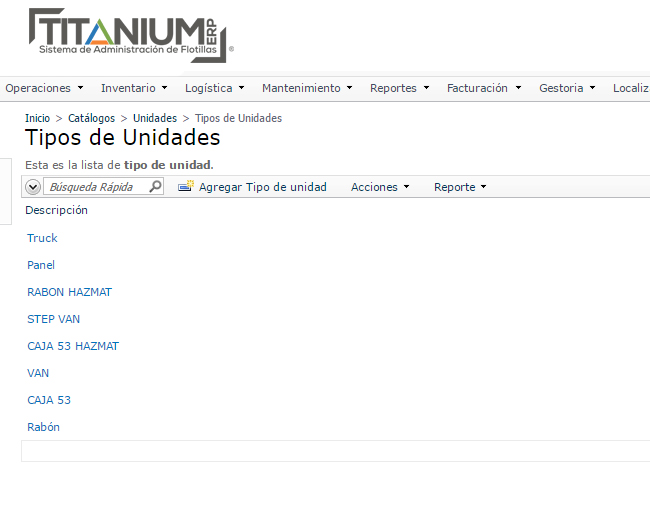 TITANIUM ERP
Sistema de Administración de Flotillas ®
Operaciones Inventario Logística Mantenimiento Reportes Facturación Gestoria Localiz
Inicio > Catálogos > Unidades > Tipos de Unidades
Tipos de Unidades
Esta es la lista de tipo de unidad.
Búsqueda Rápida Agregar Tipo de unidad Acciones Reporte
Descripción
Truck
Panel
RABON HAZMAT
STEP VAN
CAJA 53 HAZMAT
VAN
CAJA 53
Rabón